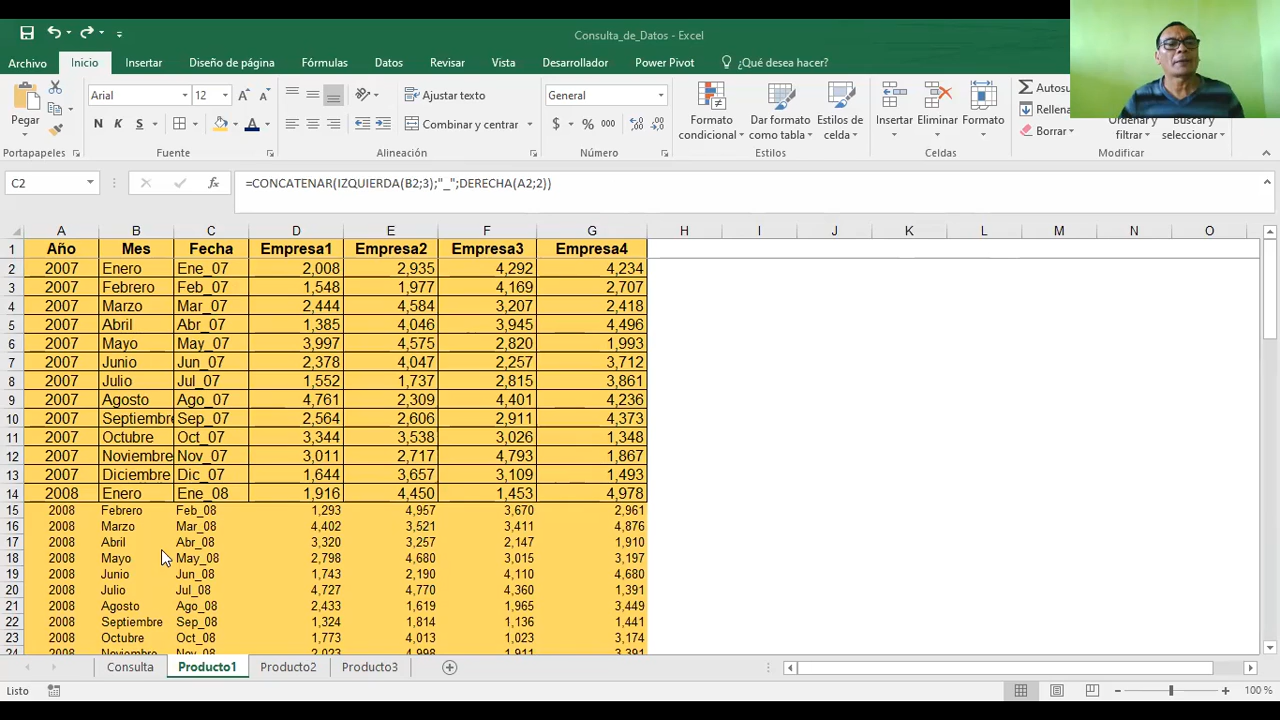 Consulta_de_Datos - Excel
Archivo Inicio Insertar Diseño de página Fórmulas Datos Revisar Vista Desarrollador Power Pivot ¿Qué desea hacer?
Pegar
Arial 12
N K S
Ajustar texto
Combinar y centrar
General
$ % 000
Formato condicional
Dar formato como tabla
Estilos de celda
Insertar Eliminar Formato
Autosu
Rellena
Borrar
Ordenar y filtrar
Buscar y seleccionar
Portapapeles Fuente Alineación Número Estilos Celdas Modificar
C2 fx =CONCATENAR(IZQUIERDA(B2;3);"_";DERECHA(A2;2))
A B C D E F G H I J K L M N O
1 Año Mes Fecha Empresa1 Empresa2 Empresa3 Empresa4
2 2007 Enero Ene_07 2,008 2,935 4,292 4,234
3 2007 Febrero Feb_07 1,548 1,977 4,169 2,707
4 2007 Marzo Mar_07 2,444 4,584 3,207 2,418
5 2007 Abril Abr_07 1,385 4,046 3,945 4,496
6 2007 Mayo May_07 3,997 4,575 2,820 1,993
7 2007 Junio Jun_07 2,378 4,047 2,257 3,712
8 2007 Julio Jul_07 1,552 1,737 2,815 3,861
9 2007 Agosto Ago_07 4,761 2,309 4,401 4,236
10 2007 Septiembre Sep_07 2,564 2,606 2,911 4,373
11 2007 Octubre Oct_07 3,344 3,538 3,026 1,348
12 2007 Noviembre Nov_07 3,011 2,717 4,793 1,867
13 2007 Diciembre Dic_07 1,644 3,657 3,109 1,493
14 2008 Enero Ene_08 1,916 4,450 1,453 4,978
15 2008 Febrero Feb_08 1,293 4,957 3,670 2,961
16 2008 Marzo Mar_08 4,402 3,521 3,411 4,876
17 2008 Abril Abr_08 3,320 3,257 2,147 1,910
18 2008 Mayo May_08 2,798 4,680 3,015 3,197
19 2008 Junio Jun_08 1,743 2,190 4,110 4,680
20 2008 Julio Jul_08 4,727 4,770 4,360 1,391
21 2008 Agosto Ago_08 2,433 1,619 1,965 3,449
22 2008 Septiembre Sep_08 1,324 1,814 1,136 1,441
23 2008 Octubre Oct_08 1,773 4,013 1,023 3,174
24 2008 Noviembre Nov_08 2,023 4,998 1,911 3,391
Consulta Producto1 Producto2 Producto3
Listo 100 %